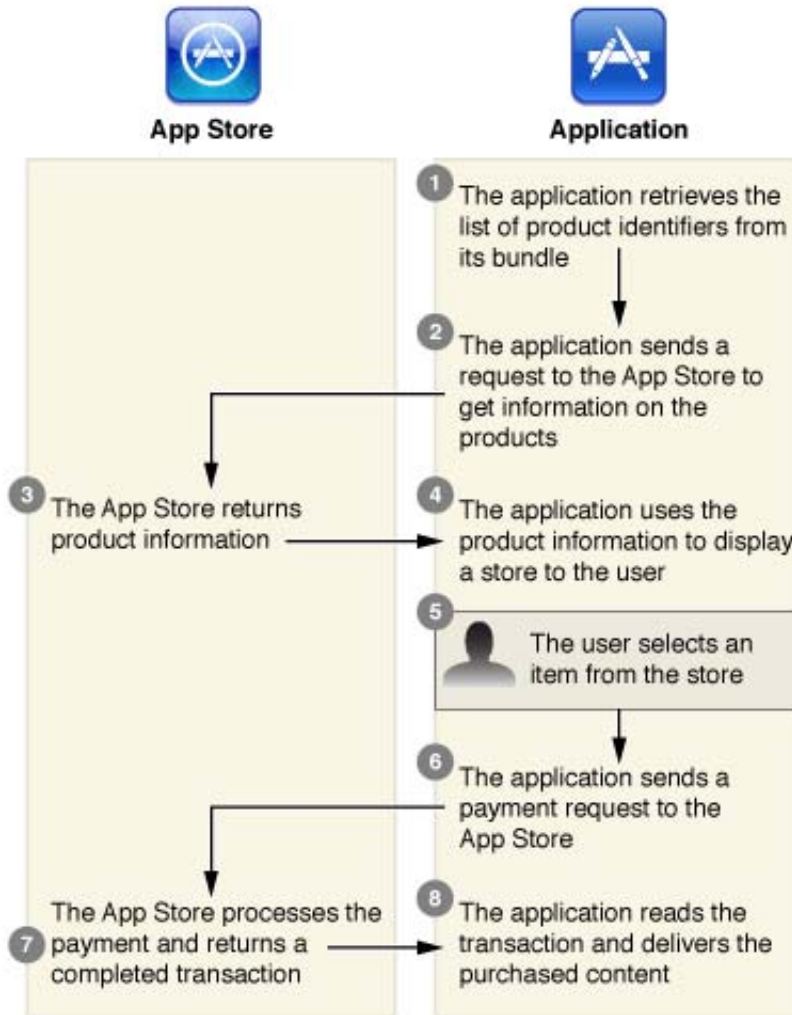 App Store
Application
1
The application retrieves the
list of product identifiers from
its bundle
2
The application sends a
request to the App Store to
get information on the
products
3
The App Store returns
product information
4
The application uses the
product information to display
a store to the user
5
The user selects an
item from the store
6
The application sends a
payment request to the
App Store
7
The App Store processes the
payment and returns a
completed transaction
8
The application reads the
transaction and delivers the
purchased content